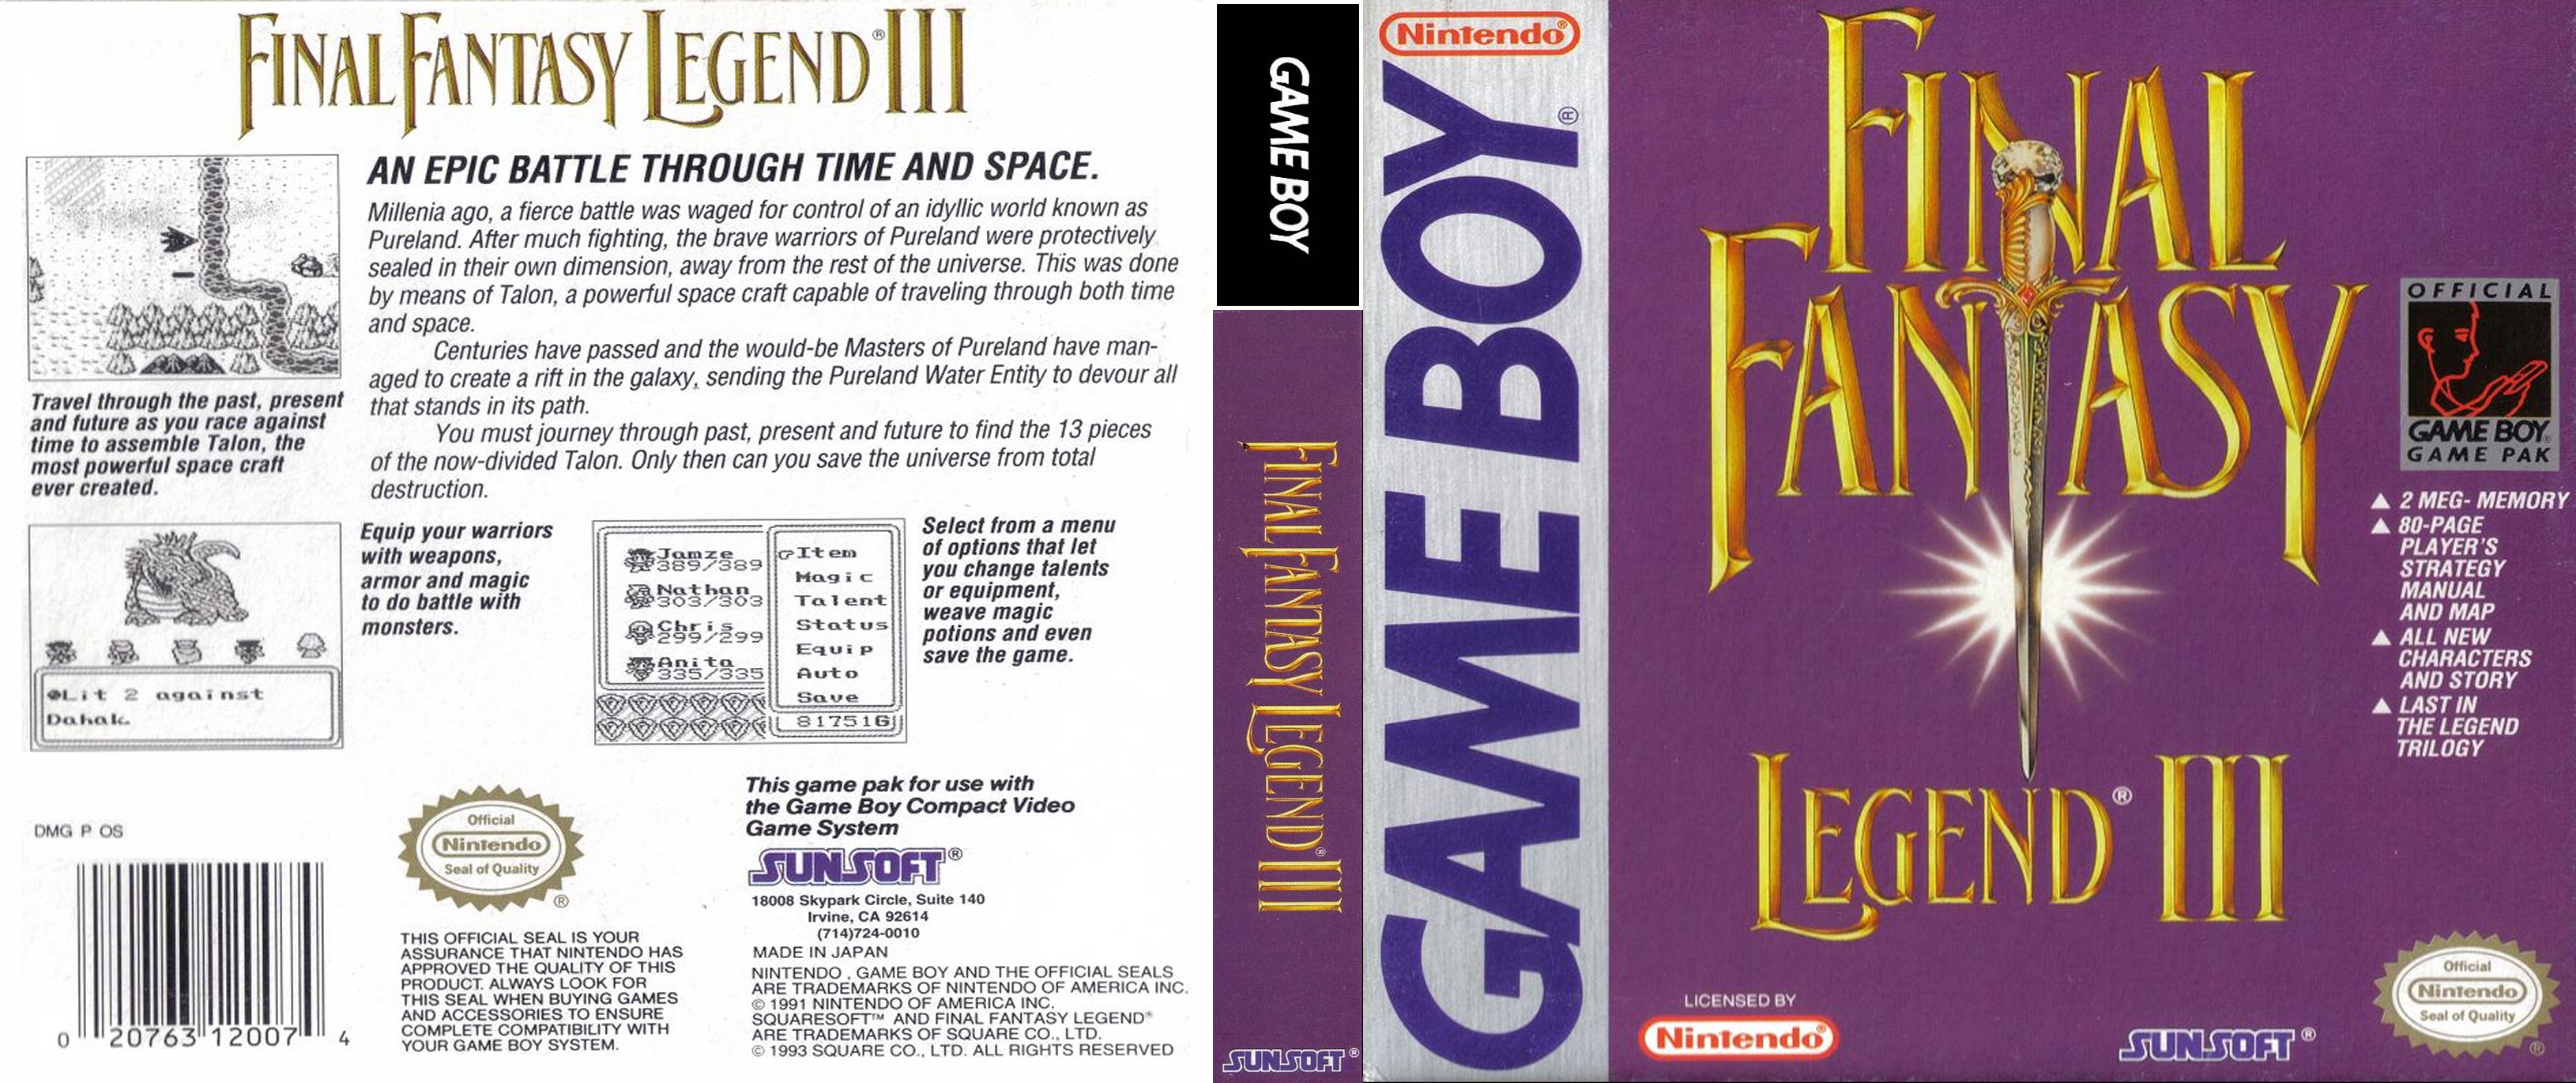 FINAL FANTASY LEGEND® III
AN EPIC BATTLE THROUGH TIME AND SPACE.
Millenia ago, a fierce battle was waged for control of an idyllic world known as
Pureland. After much fighting, the brave warriors of Pureland were protectively
sealed in their own dimension, away from the rest of the universe. This was done
by means of Talon, a powerful space craft capable of traveling through both time
and space.
Centuries have passed and the would-be Masters of Pureland have man-
aged to create a rift in the galaxy, sending the Pureland Water Entity to devour all
that stands in its path.
You must journey through past, present and future to find the 13 pieces
of the now-divided Talon. Only then can you save the universe from total
destruction.
Travel through the past, present
and future as you race against
time to assemble Talon, the
most powerful space craft
ever created.
Lit 2 against
Dahak.
Equip your warriors
with weapons,
armor and magic
to do battle with
monsters.
Jamze
389/389
Nathan
303/303
Chris
299/299
Anita
335/335
Item
Magic
Talent
Status
Equip
Auto
Save
81751G
Select from a menu
of options that let
you change talents
or equipment,
weave magic
potions and even
save the game.
DMG P OS
0 20763 12007 4
Official
Nintendo
Seal of Quality
®
THIS OFFICIAL SEAL IS YOUR
ASSURANCE THAT NINTENDO HAS
APPROVED THE QUALITY OF THIS
PRODUCT. ALWAYS LOOK FOR
THIS SEAL WHEN BUYING GAMES
AND ACCESSORIES TO ENSURE
COMPLETE COMPATIBILITY WITH
YOUR GAME BOY SYSTEM.
This game pak for use with
the Game Boy Compact Video
Game System
SUNSOFT®
18008 Skypark Circle, Suite 140
Irvine, CA 92614
(714)724-0010
MADE IN JAPAN
NINTENDO , GAME BOY AND THE OFFICIAL SEALS
ARE TRADEMARKS OF NINTENDO OF AMERICA INC.
© 1991 NINTENDO OF AMERICA INC.
SQUARESOFT™ AND FINAL FANTASY LEGEND®
ARE TRADEMARKS OF SQUARE CO., LTD.
© 1993 SQUARE CO., LTD. ALL RIGHTS RESERVED
GAME BOY
FINAL FANTASY LEGEND® III
SUNSOFT®
Nintendo®
GAME BOY®
FINAL
FANTASY
LEGEND® III
OFFICIAL
GAME BOY®
GAME PAK
▲ 2 MEG- MEMORY
▲ 80-PAGE
PLAYER'S
STRATEGY
MANUAL
AND MAP
▲ ALL NEW
CHARACTERS
AND STORY
▲ LAST IN
THE LEGEND
TRILOGY
LICENSED BY
Nintendo®
SUNSOFT®
Official
Nintendo
Seal of Quality
®